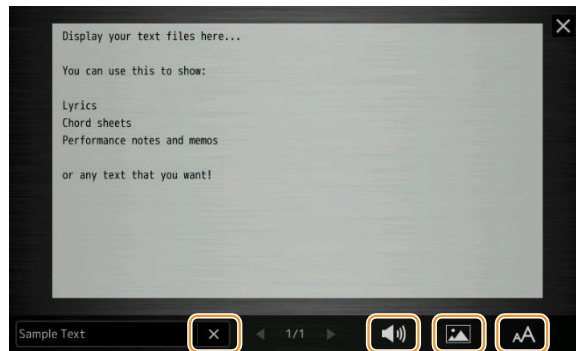 Display your text files here...
You can use this to show:
Lyrics
Chord sheets
Performance notes and memos
or any text that you want!
Sample Text
1/1
AA